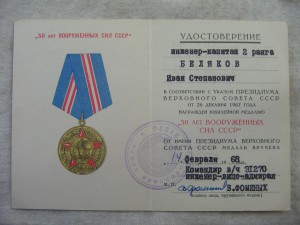 "50 лет ВООРУЖЕННЫХ СИЛ СССР"
УДОСТОВЕРЕНИЕ
инженер-капитан 2 ранга
БЕЛЯКОВ
Иван Степанович
В СООТВЕТСТВИИ С УКАЗОМ ПРЕЗИДИУМА
ВЕРХОВНОГО СОВЕТА СССР
ОТ 26 ДЕКАБРЯ 1967 ГОДА
НАГРАЖДЕН ЮБИЛЕЙНОЙ МЕДАЛЬЮ
"50 ЛЕТ ВООРУЖЕННЫХ
СИЛ СССР"
ОТ ИМЕНИ ПРЕЗИДИУМА ВЕРХОВНОГО
СОВЕТА СССР МЕДАЛЬ ВРУЧЕНА
14 февраля 68
Командир в/ч
инженер-вице-адмирал
М.П.
Б.ФОМИНЫХ